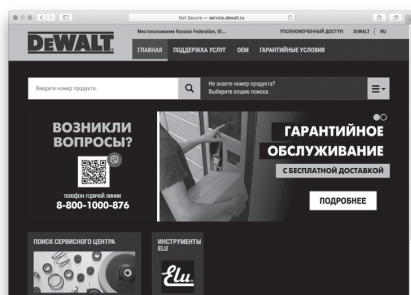 Not Secure — service.dewalt.ru
Местоположение Russian Federation, ㅤ
УПОЛНОМОЧЕННЫЙ ДОСТУП DeWALT RU
DEWALT
ГЛАВНАЯ ПОДДЕРЖКА УСЛУГ OEM ГАРАНТИЙНЫЕ УСЛОВИЯ
Введите номер продукта.
Не знаете номер продукта?
Выберите опцию поиска.
ВОЗНИКЛИ
ВОПРОСЫ?
телефон горячей линии
8-800-1000-876
ГАРАНТИЙНОЕ
ОБСЛУЖИВАНИЕ
С БЕСПЛАТНОЙ ДОСТАВКОЙ
ПОДРОБНЕЕ
ПОИСК СЕРВИСНОГО ЦЕНТРА
ИНСТРУМЕНТЫ
ELU
Elu